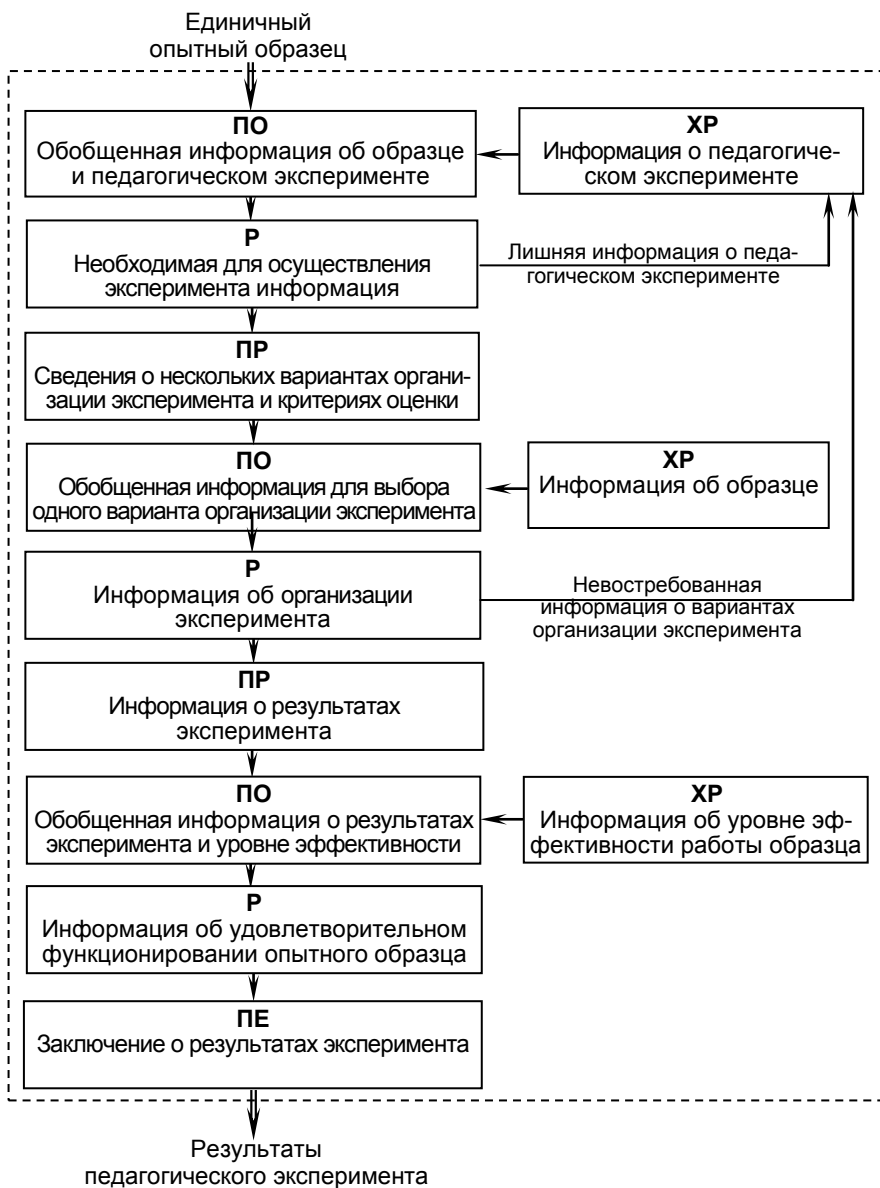 Единичный
опытный образец
ПО
Обобщенная информация об образце
и педагогическом эксперименте
ХР
Информация о педагогиче-
ском эксперименте
Р
Необходимая для осуществления
эксперимента информация
Лишняя информация о педа-
гогическом эксперименте
ПР
Сведения о нескольких вариантах органи-
зации эксперимента и критериях оценки
ПО
Обобщенная информация для выбора
одного варианта организации эксперимента
ХР
Информация об образце
Р
Информация об организации
эксперимента
Невостребованная
информация о вариантах
организации эксперимента
ПР
Информация о результатах
эксперимента
ПО
Обобщенная информация о результатах
эксперимента и уровне эффективности
ХР
Информация об уровне эф-
фективности работы образца
Р
Информация об удовлетворительном
функционировании опытного образца
ПЕ
Заключение о результатах эксперимента
Результаты
педагогического эксперимента